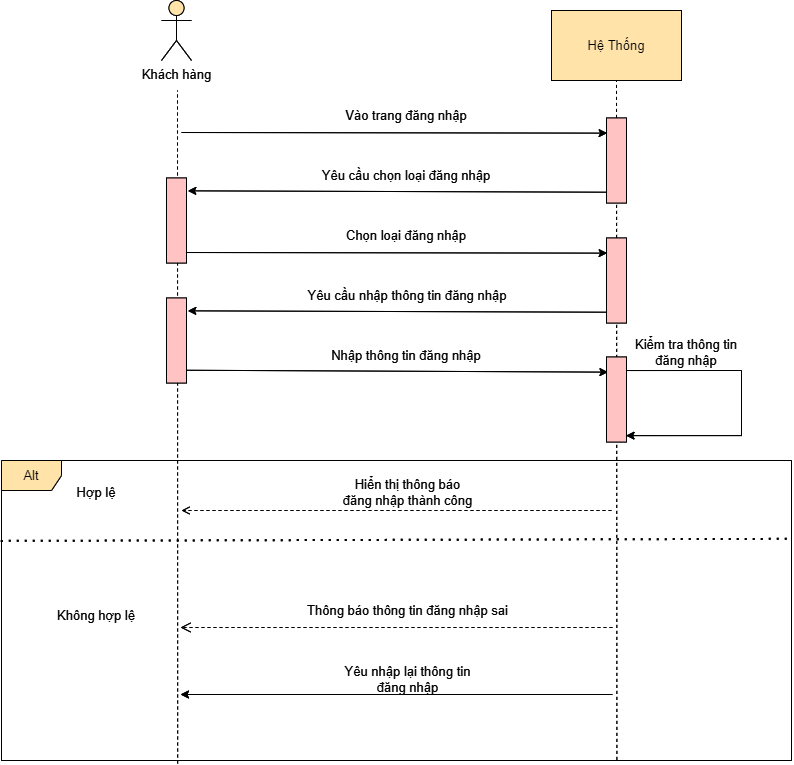 Khách hàng
Hệ Thống
Vào trang đăng nhập
Yêu cầu chọn loại đăng nhập
Chọn loại đăng nhập
Yêu cầu nhập thông tin đăng nhập
Nhập thông tin đăng nhập
Kiểm tra thông tin
đăng nhập
Alt
Hợp lệ
Hiển thị thông báo
đăng nhập thành công
Không hợp lệ
Thông báo thông tin đăng nhập sai
Yêu nhập lại thông tin
đăng nhập